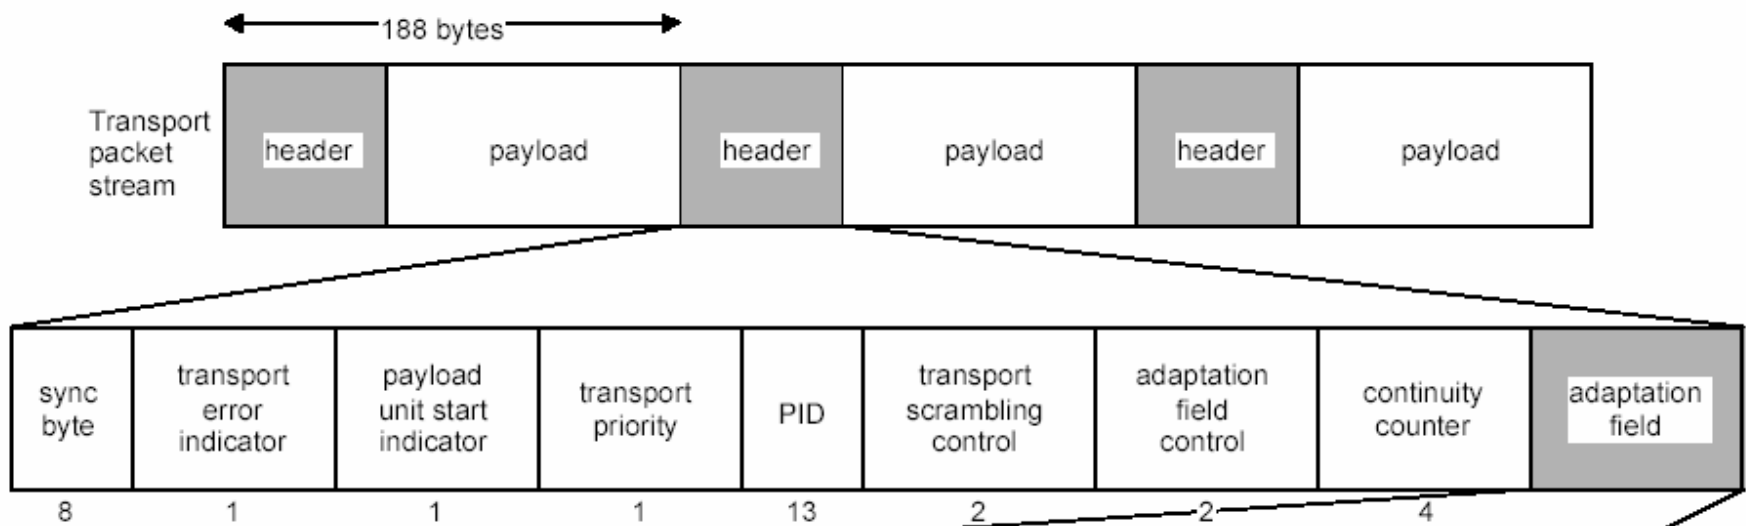 188 bytes
Transport
packet
stream
header
payload
header
payload
header
payload
sync
byte
transport
error
indicator
payload
unit start
indicator
transport
priority
PID
transport
scrambling
control
adaptation
field
control
continuity
counter
adaptation
field
8
1
1
1
13
2
2
4